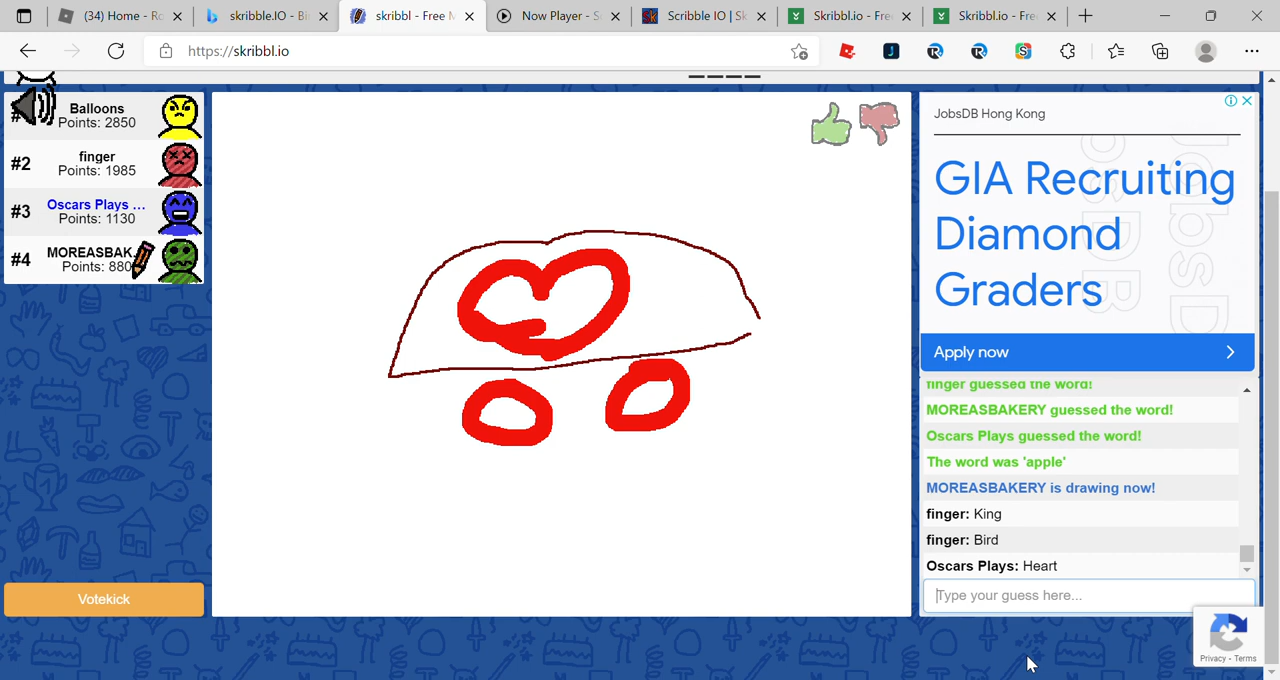 (34) Home - Ro
skribble.IO - Bi
skribbl - Free M
Now Player - S
Scribble IO | Sk
Skribbl.io - Fre
Skribbl.io - Fre
https://skribbl.io
Balloons
Points: 2850
#2
finger
Points: 1985
#3
Oscars Plays ...
Points: 1130
#4
MOREASBAK
Points: 880
Votekick
JobsDB Hong Kong
GIA Recruiting
Diamond
Graders
Apply now
finger guessed the word!
MOREASBAKERY guessed the word!
Oscars Plays guessed the word!
The word was 'apple'
MOREASBAKERY is drawing now!
finger: King
finger: Bird
Oscars Plays: Heart
Type your guess here...
Privacy - Terms